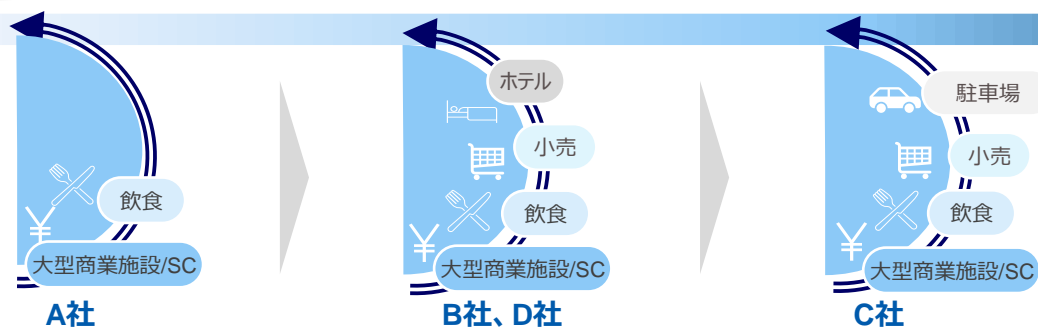 飲食
¥
大型商業施設/SC
A社
ホテル
小売
飲食
¥
大型商業施設/SC
B社、D社
駐車場
小売
飲食
¥
大型商業施設/SC
C社